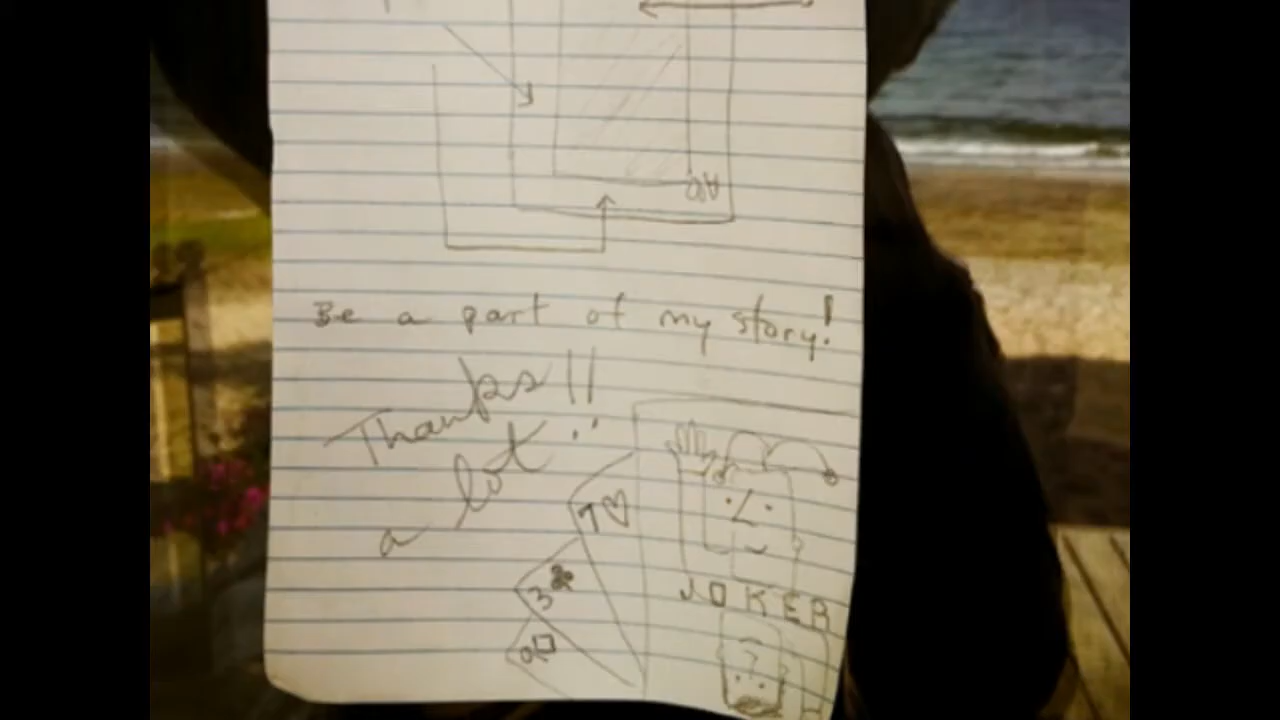 Be a part of my story!
Thanks!!
a lot
7♡
3♣
JOKER